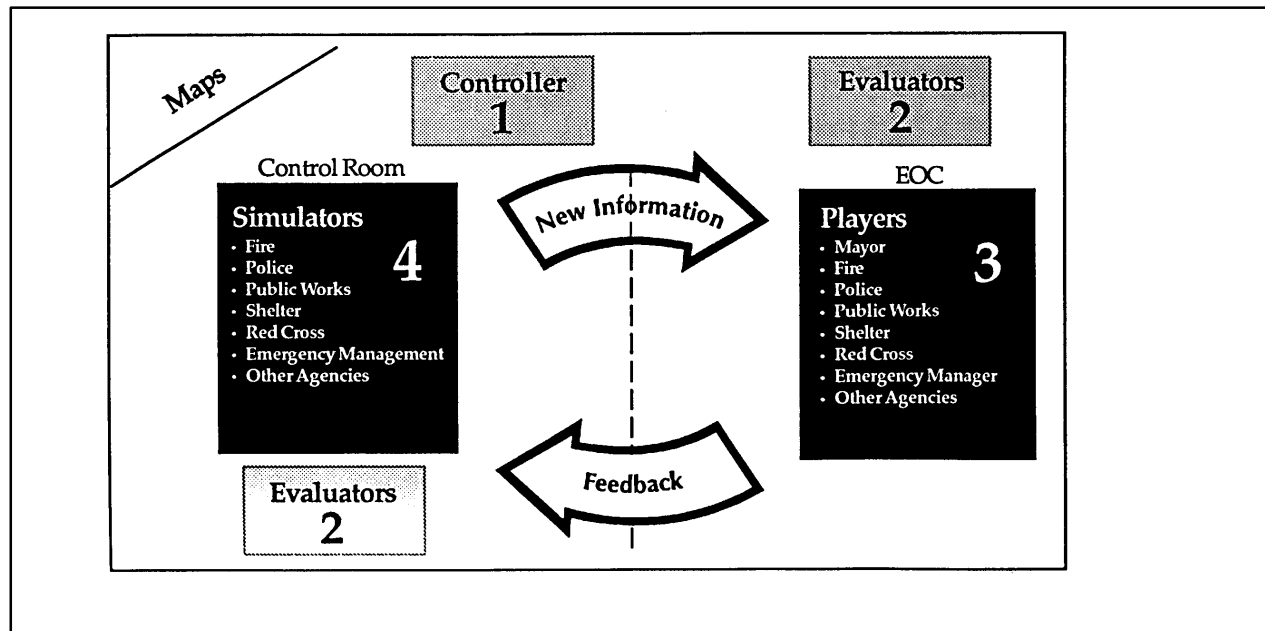 Maps
Controller
1
Evaluators
2
Control Room
Simulators
4
• Fire
• Police
• Public Works
• Shelter
• Red Cross
• Emergency Management
• Other Agencies
New Information
EOC
Players
3
• Mayor
• Fire
• Police
• Public Works
• Shelter
• Red Cross
• Emergency Manager
• Other Agencies
Feedback
Evaluators
2